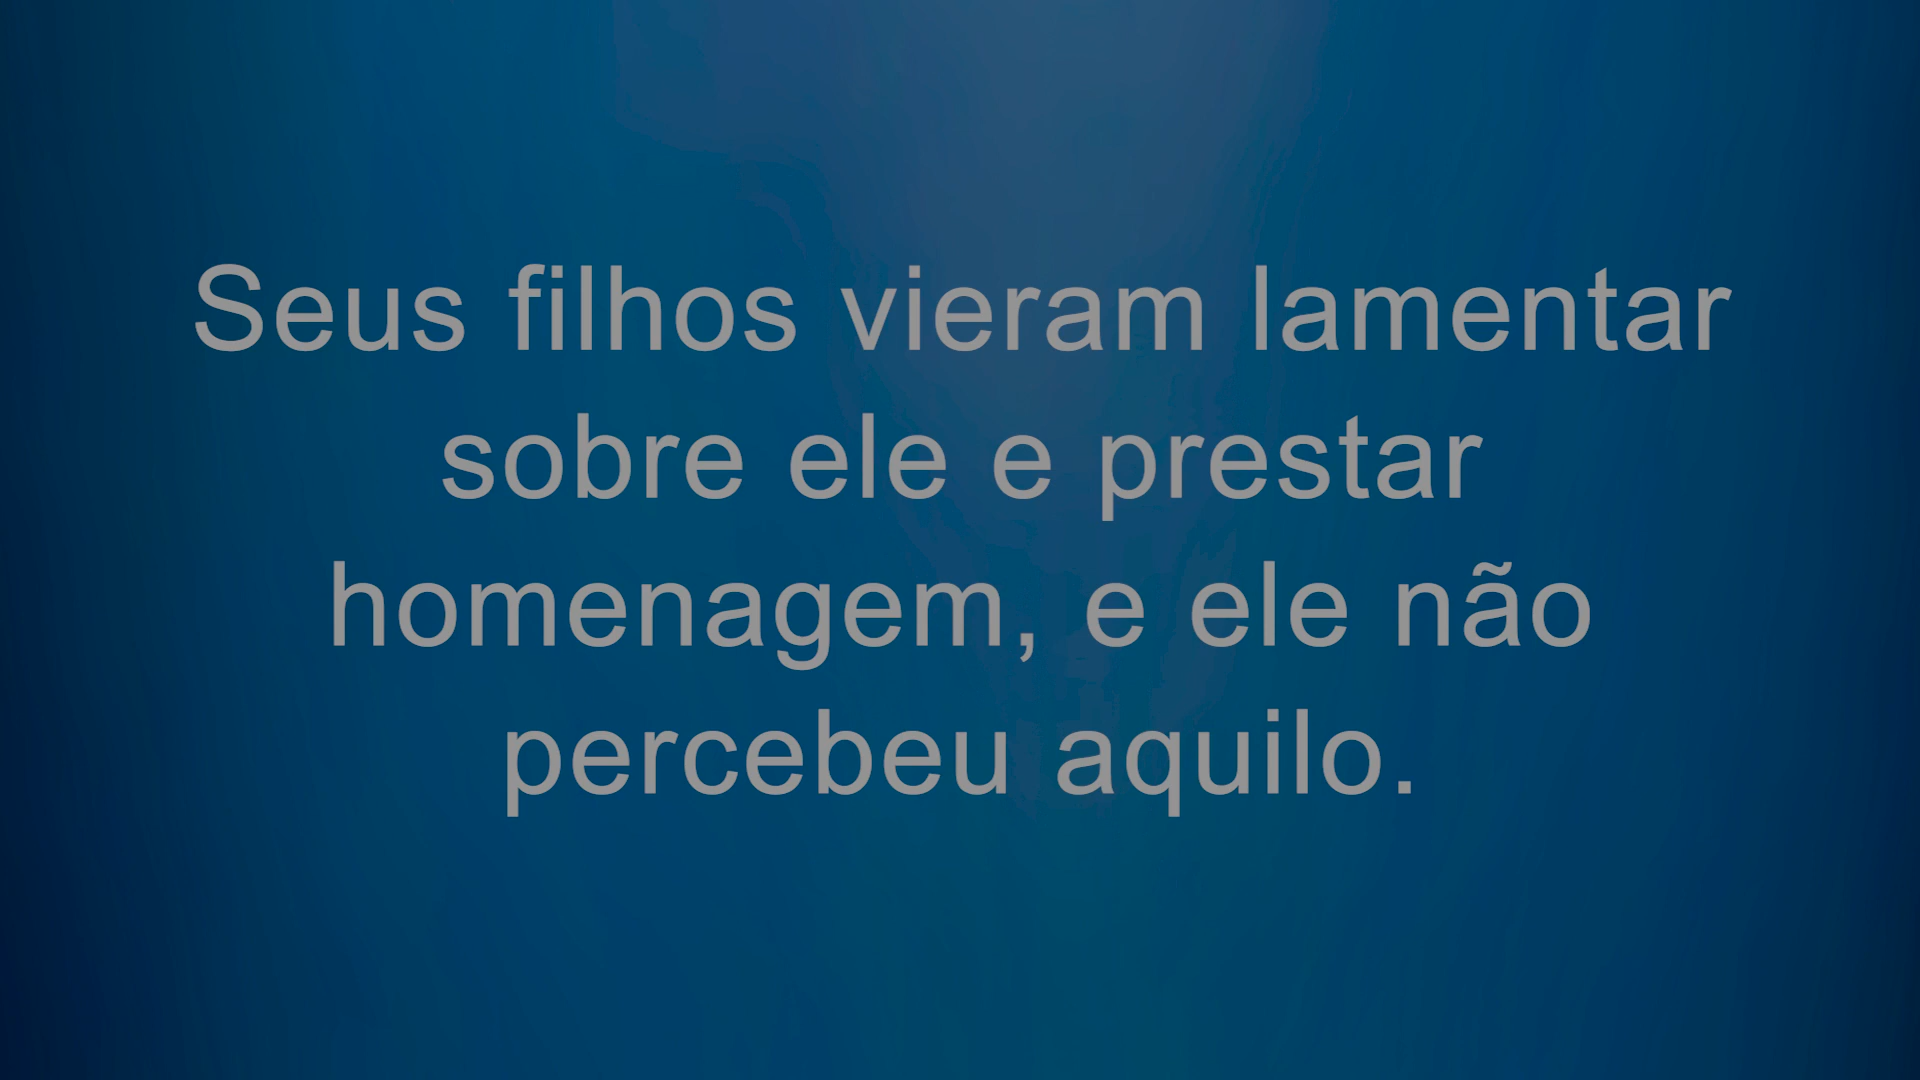 Seus filhos vieram lamentar
sobre ele e prestar
homenagem, e ele não
percebeu aquilo.